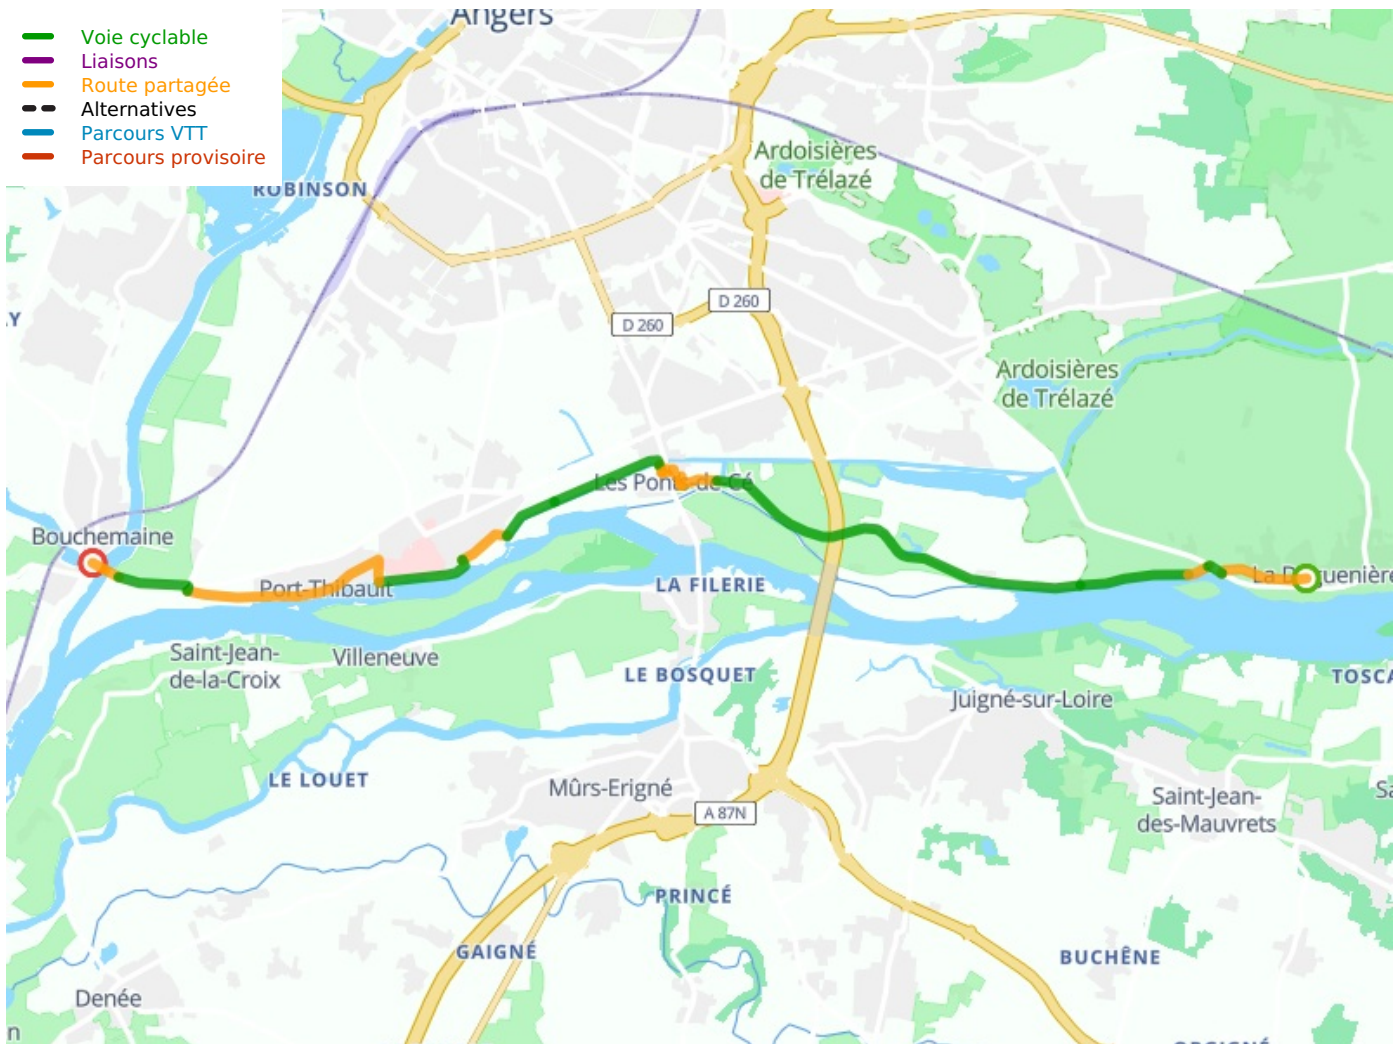 Angers
Voie cyclable
Liaisons
Route partagée
Alternatives
Parcours VTT
Parcours provisoire
Ardoisières
de Trélazé
ROBINSON
D 260
D 260
Ardoisières
de Trélazé
Les Ponts-de-Cé
Bouchemaine
Port-Thibault
LA FILERIE
Saint-Jean-
de-la-Croix
Villeneuve
LE BOSQUET
TOSCA
Juigné-sur-Loire
LE LOUET
Mûrs-Erigné
Saint-Jean-
des-Mauvrets
Sa
A 87N
PRINCÉ
GAIGNÉ
BUCHÊNE
Denée
n